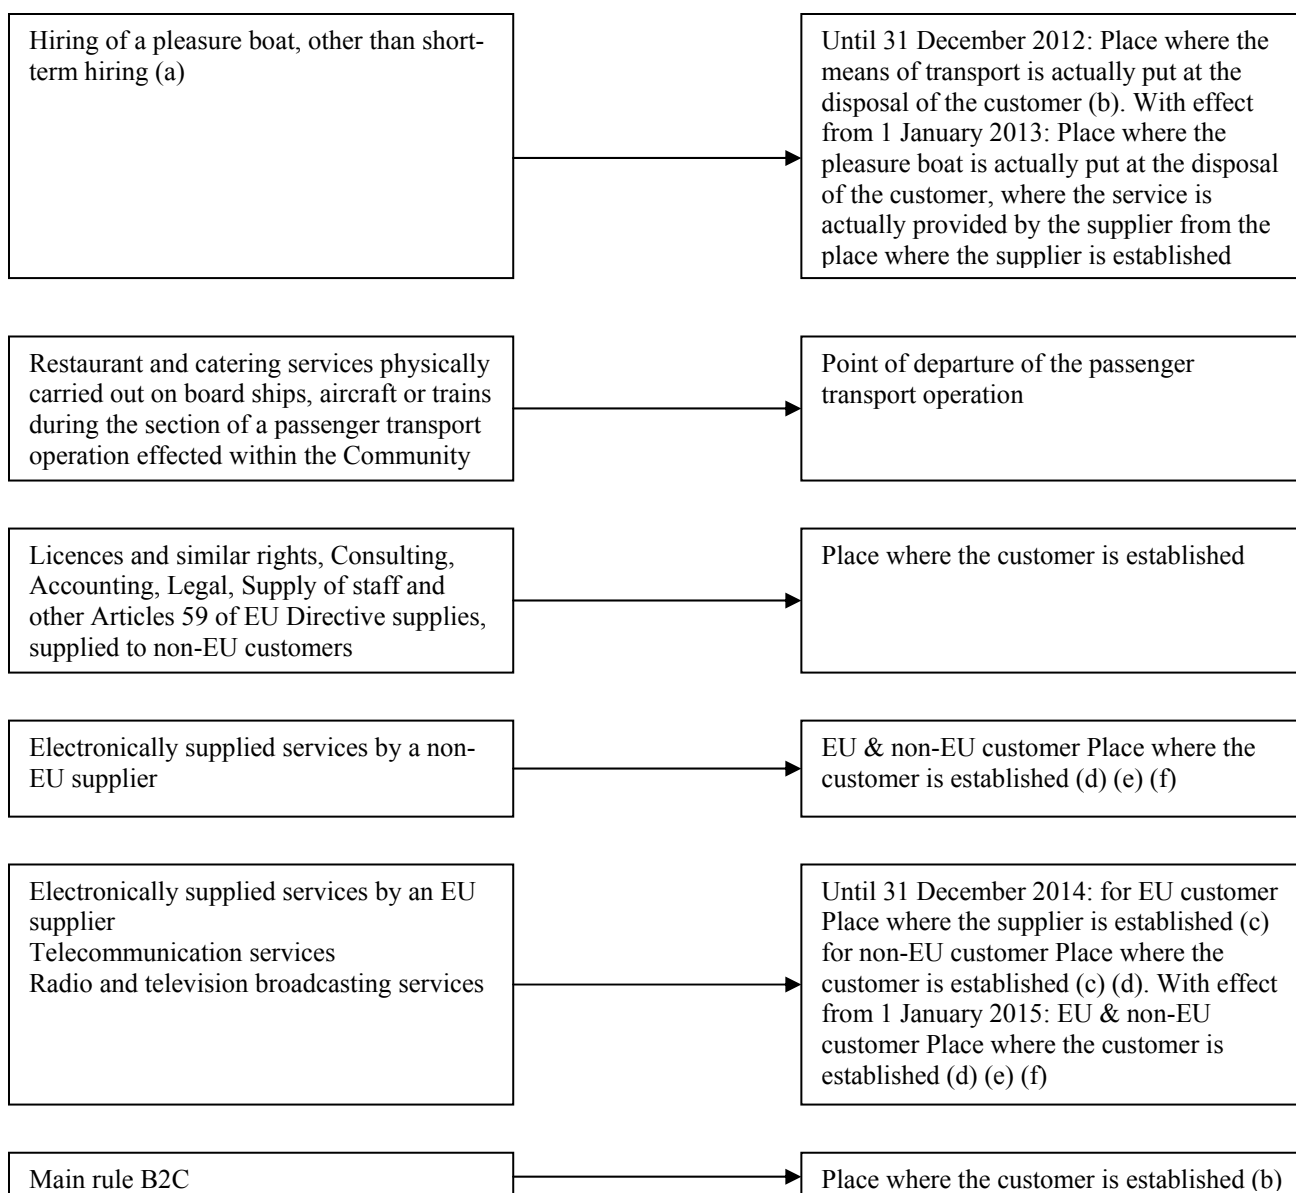 Hiring of a pleasure boat, other than short-
term hiring (a)
Until 31 December 2012: Place where the
means of transport is actually put at the
disposal of the customer (b). With effect
from 1 January 2013: Place where the
pleasure boat is actually put at the disposal
of the customer, where the service is
actually provided by the supplier from the
place where the supplier is established
Restaurant and catering services physically
carried out on board ships, aircraft or trains
during the section of a passenger transport
operation effected within the Community
Point of departure of the passenger
transport operation
Licences and similar rights, Consulting,
Accounting, Legal, Supply of staff and
other Articles 59 of EU Directive supplies,
supplied to non-EU customers
Place where the customer is established
Electronically supplied services by a non-
EU supplier
EU & non-EU customer Place where the
customer is established (d) (e) (f)
Electronically supplied services by an EU
supplier
Telecommunication services
Radio and television broadcasting services
Until 31 December 2014: for EU customer
Place where the supplier is established (c)
for non-EU customer Place where the
customer is established (c) (d). With effect
from 1 January 2015: EU & non-EU
customer Place where the customer is
established (d) (e) (f)
Main rule B2C
Place where the customer is established (b)